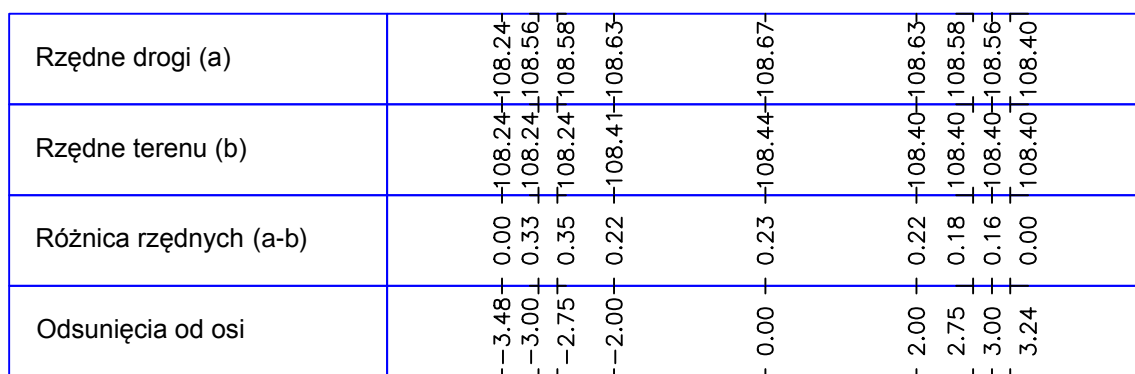 Rzędne drogi (a) 108.24 108.56 108.58 108.63 108.67 108.63 108.58 108.56 108.40
Rzędne terenu (b) 108.24 108.24 108.24 108.41 108.44 108.40 108.40 108.40 108.40
Różnica rzędnych (a-b) 0.00 0.33 0.35 0.22 0.23 0.22 0.18 0.16 0.00
Odsunięcia od osi -3.48 -3.00 -2.75 -2.00 0.00 2.00 2.75 3.00 3.24